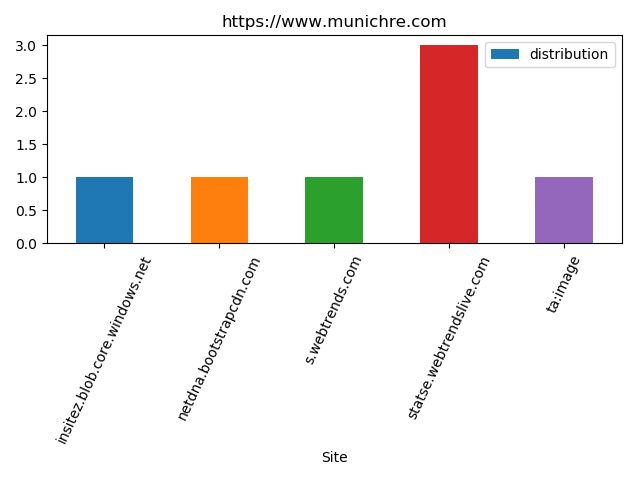 https://www.munichre.com
3.0
2.5
2.0
1.5
1.0
0.5
0.0
distribution
insitez.blob.core.windows.net
netdna.bootstrapcdn.com
s.webtrends.com
statse.webtrendslive.com
ta:image
Site